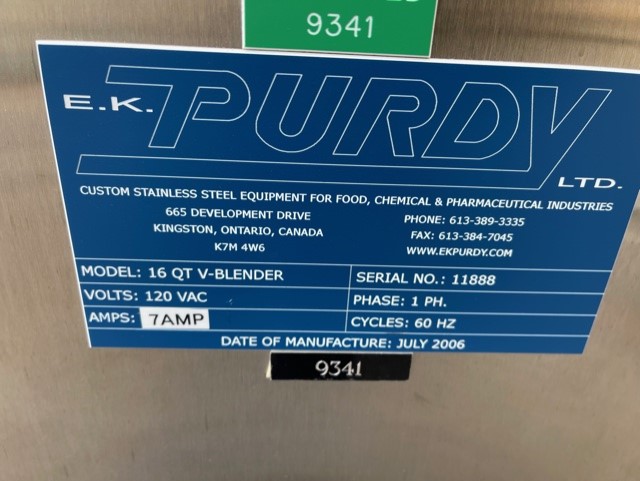 9341
E.K. PURDY LTD.
CUSTOM STAINLESS STEEL EQUIPMENT FOR FOOD, CHEMICAL & PHARMACEUTICAL INDUSTRIES
665 DEVELOPMENT DRIVE
KINGSTON, ONTARIO, CANADA
K7M 4W6
PHONE: 613-389-3335
FAX: 613-384-7045
WWW.EKPURDY.COM
MODEL: 16 QT V-BLENDER
SERIAL NO.: 11888
VOLTS: 120 VAC
PHASE: 1 PH.
AMPS: 7AMP
CYCLES: 60 HZ
DATE OF MANUFACTURE: JULY 2006
9341